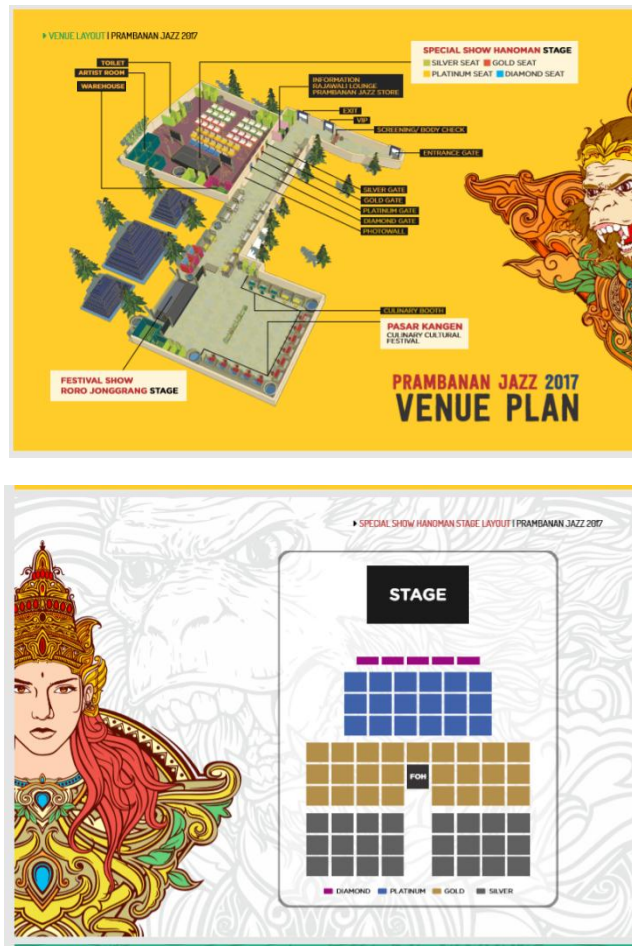 VENUE LAYOUT | PRAMBANAN JAZZ 2017
SPECIAL SHOW HANOMAN STAGE
SILVER SEAT GOLD SEAT
PLATINUM SEAT DIAMOND SEAT
TOILET
ARTIST ROOM
WAREHOUSE
INFORMATION
RAJAWALI LOUNGE
PRAMBANAN JAZZ STORE
EXIT
VIP
SCREENING/ BODY CHECK
ENTRANCE GATE
SILVER GATE
GOLD GATE
PLATINUM GATE
DIAMOND GATE
PHOTOWALL
CULINARY BOOTH
PASAR KANGEN
CULINARY CULTURAL
FESTIVAL
FESTIVAL SHOW
RORO JONGGRANG STAGE
PRAMBANAN JAZZ 2017
VENUE PLAN
SPECIAL SHOW HANOMAN STAGE LAYOUT | PRAMBANAN JAZZ 2017
STAGE
FOH
DIAMOND PLATINUM GOLD SILVER